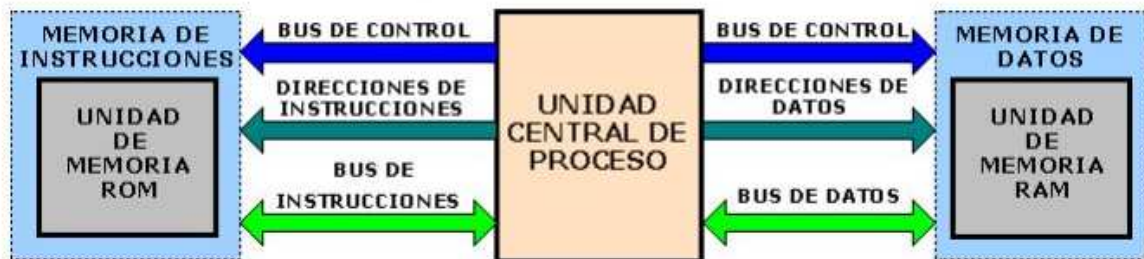 MEMORIA DE
INSTRUCCIONES
UNIDAD
DE
MEMORIA
ROM
BUS DE CONTROL
DIRECCIONES DE
INSTRUCCIONES
BUS DE
INSTRUCCIONES
UNIDAD
CENTRAL DE
PROCESO
BUS DE CONTROL
DIRECCIONES DE
DATOS
BUS DE DATOS
MEMORIA DE
DATOS
UNIDAD
DE
MEMORIA
RAM